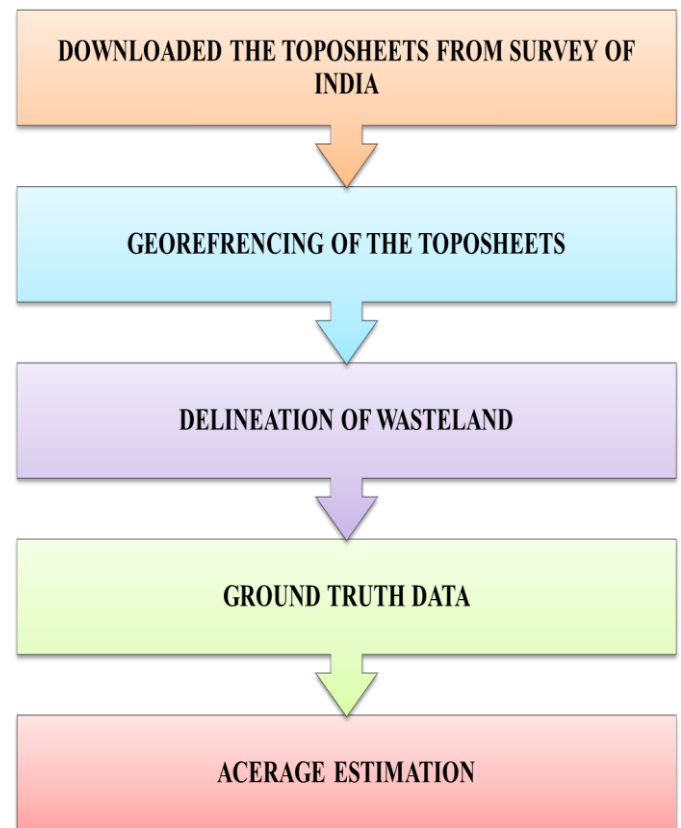 DOWNLOADED THE TOPOSHEETS FROM SURVEY OF
INDIA
GEOREFRENCING OF THE TOPOSHEETS
DELINEATION OF WASTELAND
GROUND TRUTH DATA
ACERAGE ESTIMATION